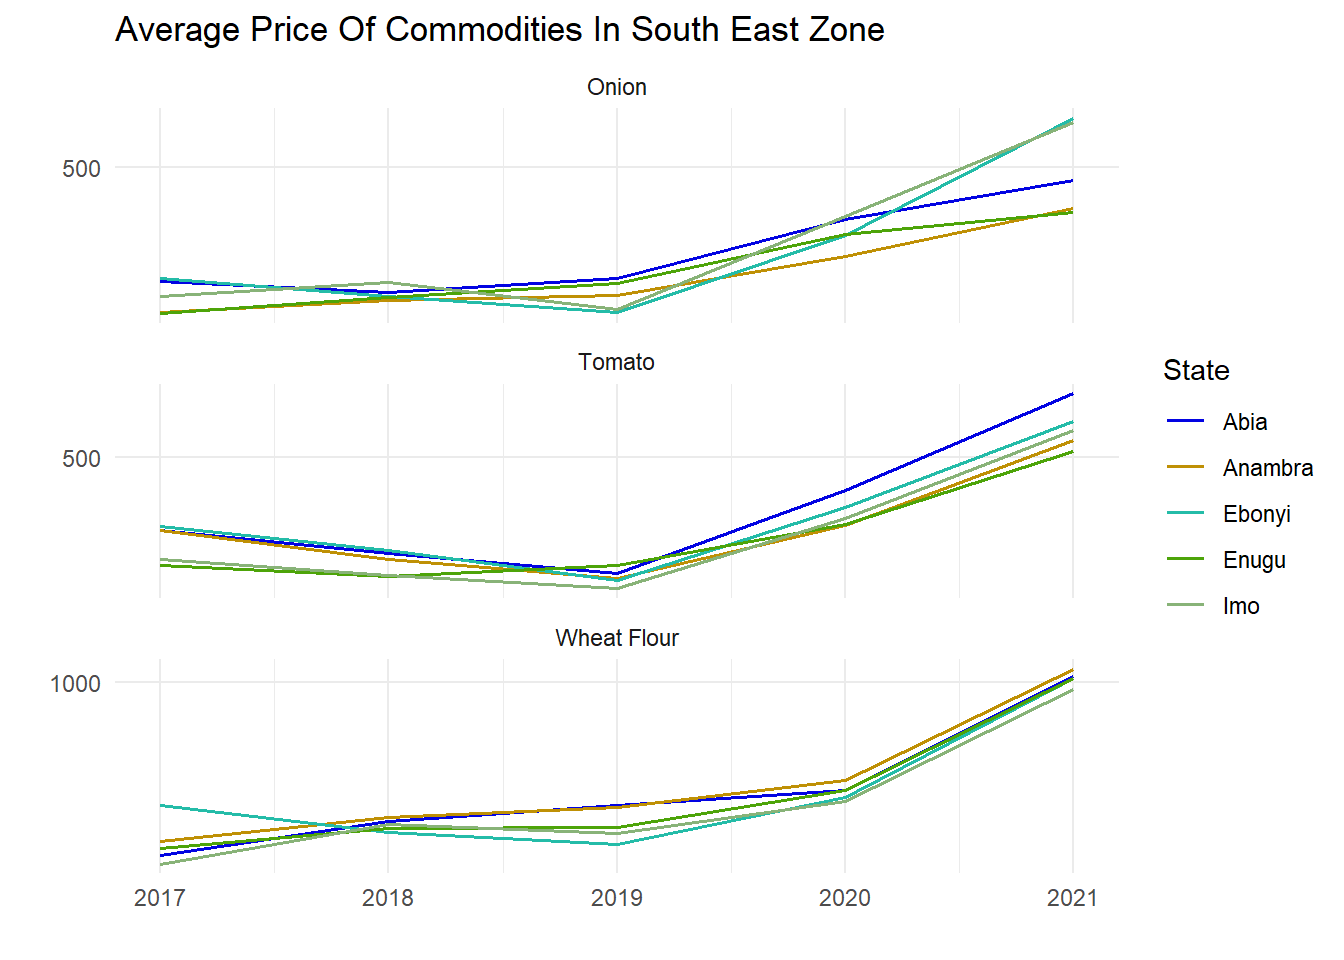 Average Price Of Commodities In South East Zone
Onion
500
Tomato
500
Wheat Flour
1000
2017 2018 2019 2020 2021
State
Abia
Anambra
Ebonyi
Enugu
Imo